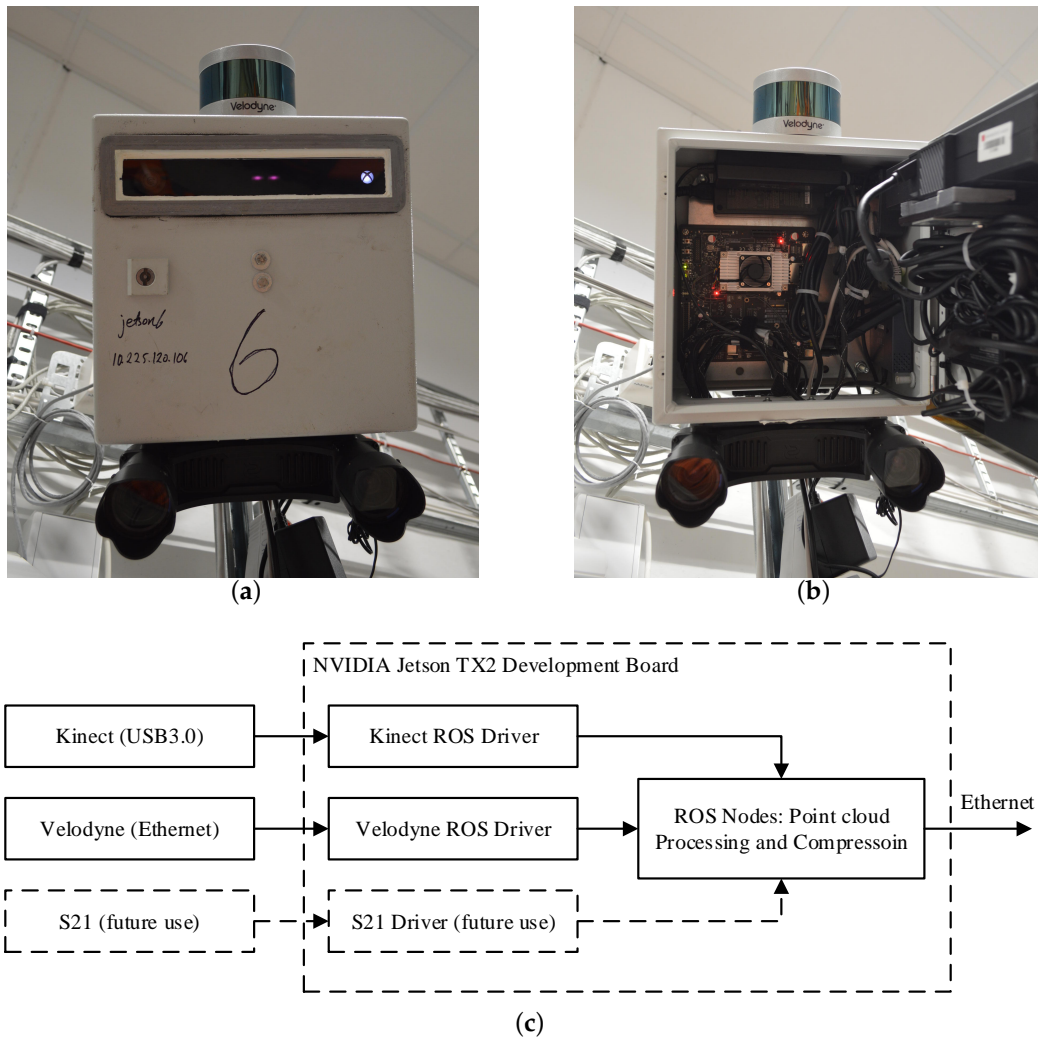 Velodyne
jetson6
10.225.120.106
6
(a)
Velodyne
(b)
NVIDIA Jetson TX2 Development Board
Kinect (USB3.0)
Kinect ROS Driver
Velodyne (Ethernet)
Velodyne ROS Driver
ROS Nodes: Point cloud
Processing and Compressoin
Ethernet
S21 (future use)
S21 Driver (future use)
(c)